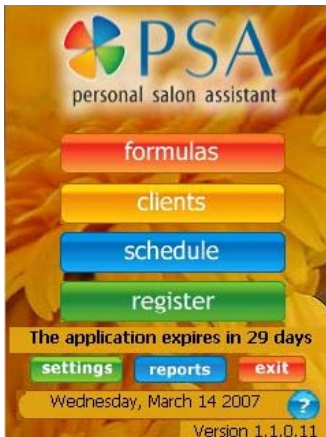 PSA
personal salon assistant
formulas
clients
schedule
register
The application expires in 29 days
settings reports exit
Wednesday, March 14 2007 ?
Version 1.1.0.11